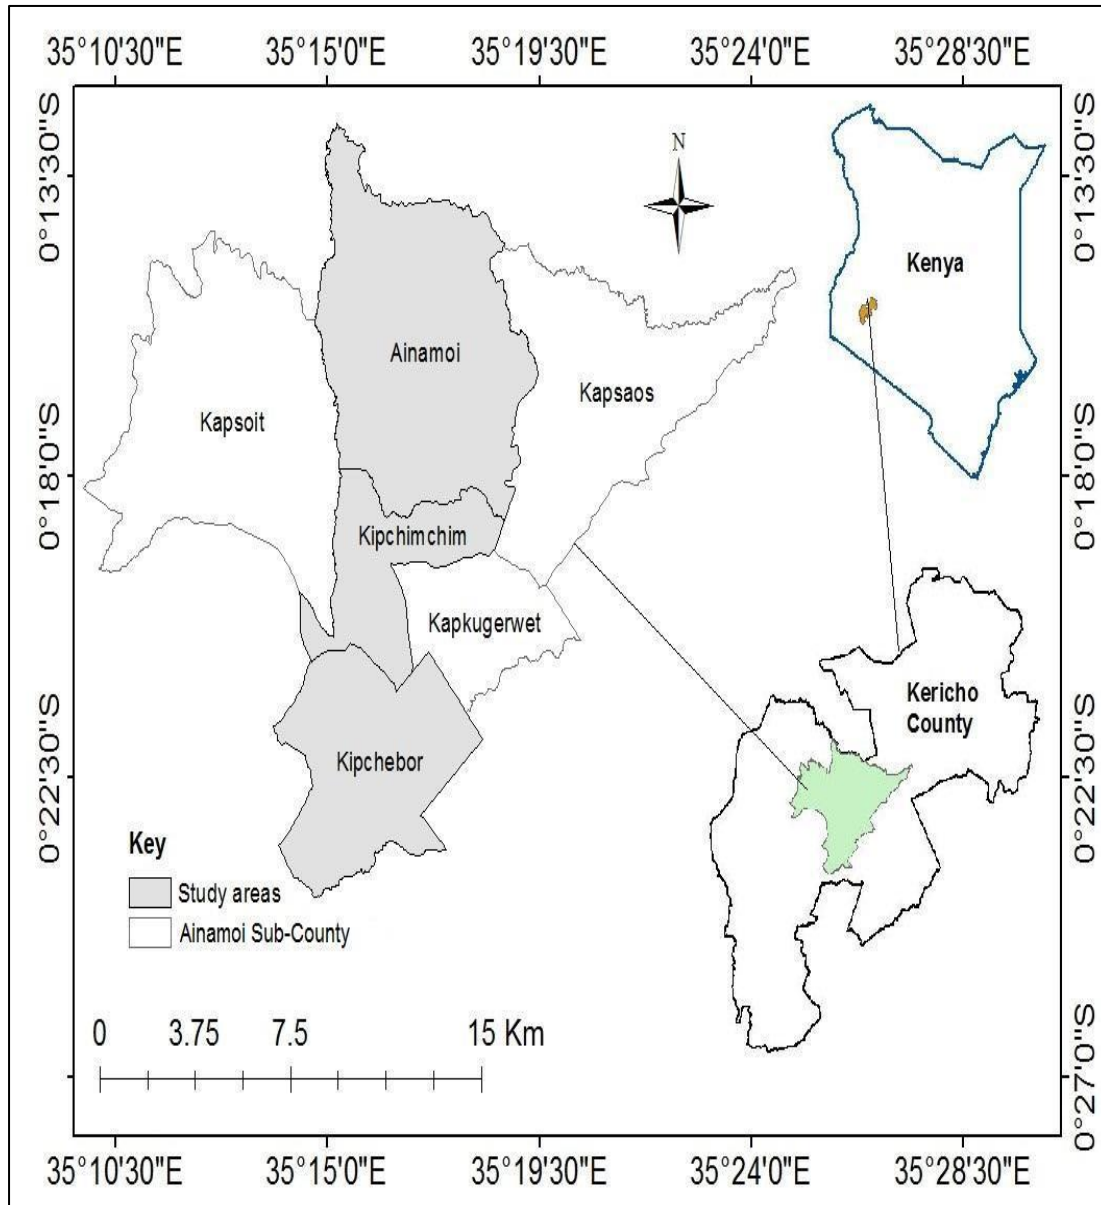 35°10'30"E 35°15'0"E 35°19'30"E 35°24'0"E 35°28'30"E
0°13'30"S
0°13'30"S
N
Kenya
Ainamoi
Kapsaos
Kapsoit
0°18'0"S
0°18'0"S
Kipchimchim
Kapkugerwet
Kericho
County
Kipchebor
0°22'30"S
0°22'30"S
Key
Study areas
Ainamoi Sub-County
0 3.75 7.5 15 Km
0°27'0"S
35°10'30"E 35°15'0"E 35°19'30"E 35°24'0"E 35°28'30"E